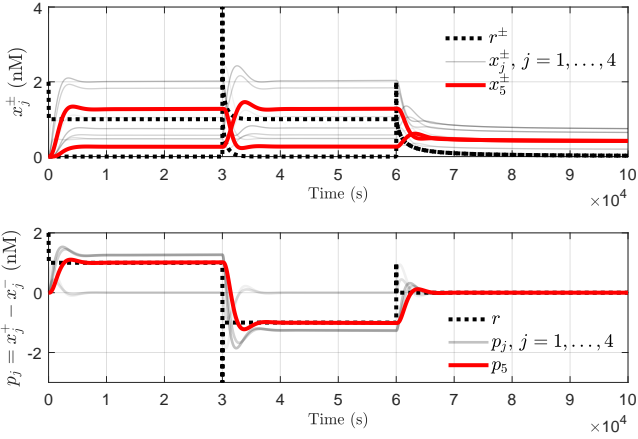 4
2
0
x_j^± (nM)
r^±
x_j^±, j = 1, . . . , 4
x_5^±
0 1 2 3 4 5 6 7 8 9 10
Time (s)
×10^4
2
0
-2
p_j = x_j^+ − x_j^- (nM)
r
p_j, j = 1, . . . , 4
p_5
0 1 2 3 4 5 6 7 8 9 10
Time (s)
×10^4